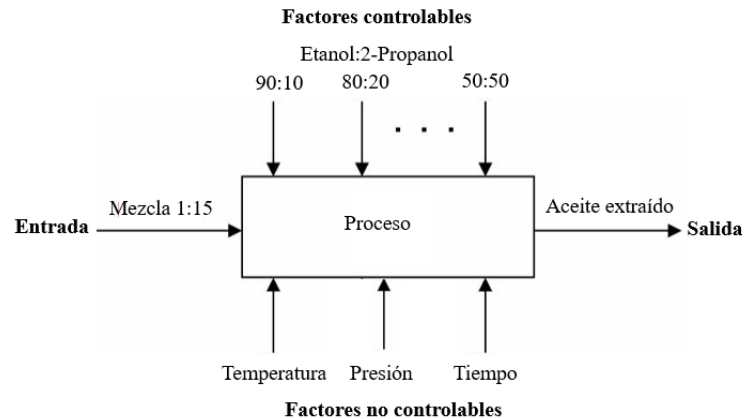 Factores controlables
Etanol:2-Propanol
90:10 80:20 50:50
. . .
Mezcla 1:15
Entrada
Proceso
Aceite extraído
Salida
Temperatura Presión Tiempo
Factores no controlables